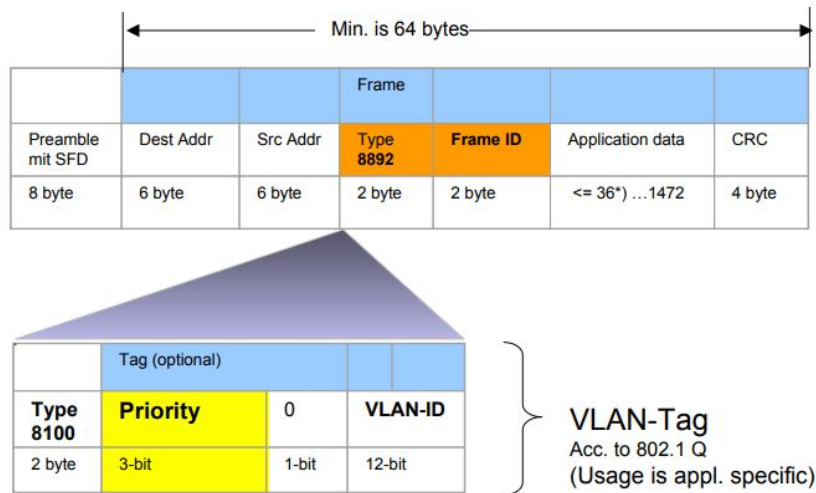 Min. is 64 bytes
Frame
Preamble mit SFD
Dest Addr
Src Addr
Type 8892
Frame ID
Application data
CRC
8 byte
6 byte
6 byte
2 byte
2 byte
<= 36*) ...1472
4 byte
Tag (optional)
Type 8100
Priority
0
VLAN-ID
2 byte
3-bit
1-bit
12-bit
VLAN-Tag
Acc. to 802.1 Q
(Usage is appl. specific)